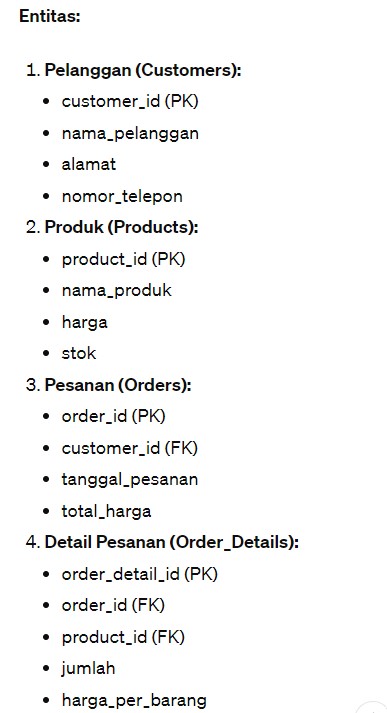 Entitas:
1. Pelanggan (Customers):
• customer_id (PK)
• nama_pelanggan
• alamat
• nomor_telepon
2. Produk (Products):
• product_id (PK)
• nama_produk
• harga
• stok
3. Pesanan (Orders):
• order_id (PK)
• customer_id (FK)
• tanggal_pesanan
• total_harga
4. Detail Pesanan (Order_Details):
• order_detail_id (PK)
• order_id (FK)
• product_id (FK)
• jumlah
• harga_per_barang